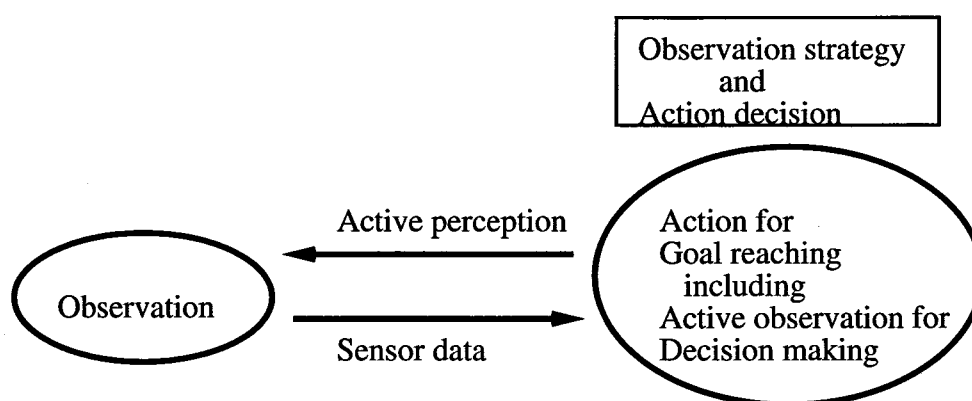 Observation strategy
and
Action decision
Active perception
Observation
Sensor data
Action for
Goal reaching
including
Active observation for
Decision making